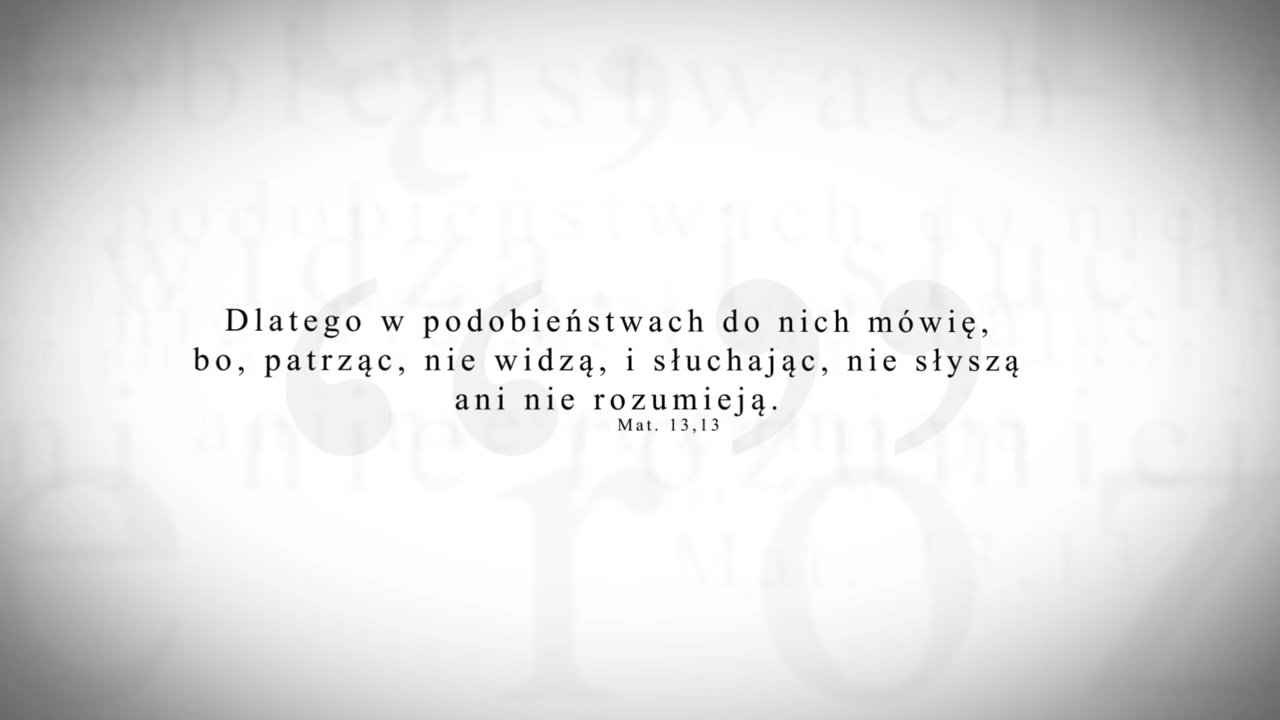 Dlatego w podobieństwach do nich mówię,
bo, patrząc, nie widzą, i słuchając, nie słyszą
ani nie rozumieją.
Mat. 13,13